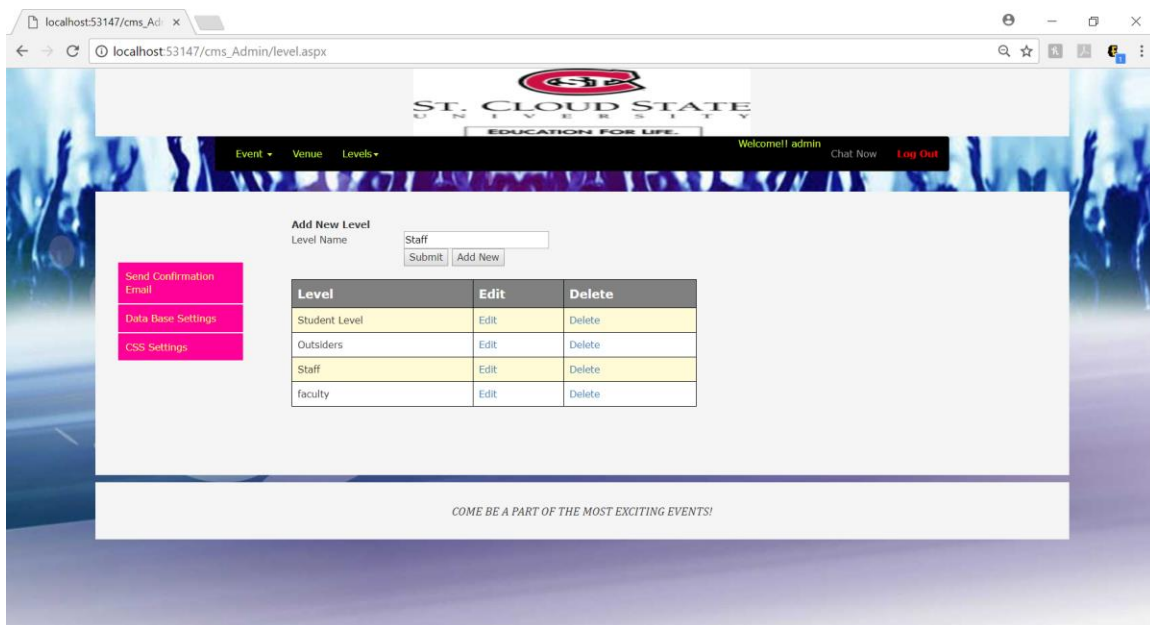 localhost:53147/cms_Ad
localhost:53147/cms_Admin/level.aspx
ST. CLOUD STATE
UNIVERSITY
EDUCATION FOR LIFE.
Event Venue Levels Welcome!! admin Chat Now Log Out
Add New Level
Level Name Staff
Submit Add New
Send Confirmation
Email
Data Base Settings
CSS Settings
Level Edit Delete
Student Level Edit Delete
Outsiders Edit Delete
Staff Edit Delete
faculty Edit Delete
COME BE A PART OF THE MOST EXCITING EVENTS!